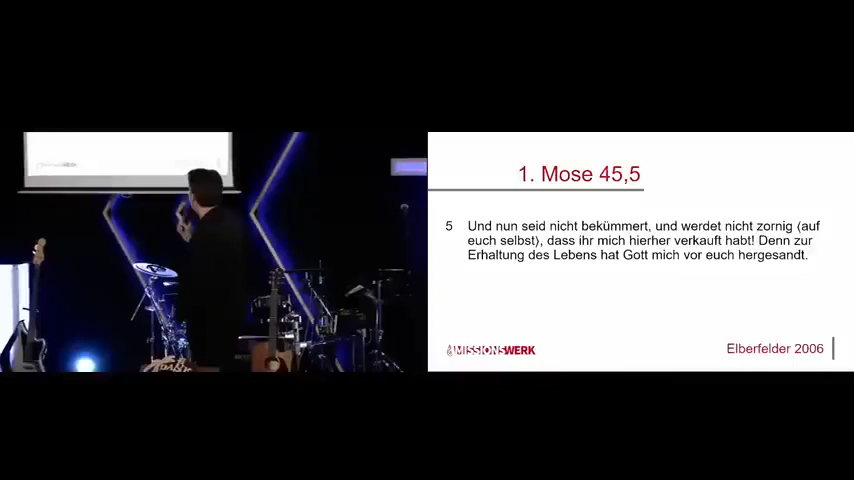 1. Mose 45,5
5 Und nun seid nicht bekümmert, und werdet nicht zornig (auf
euch selbst), dass ihr mich hierher verkauft habt! Denn zur
Erhaltung des Lebens hat Gott mich vor euch hergesandt.
MISSIONSWERK
Elberfelder 2006